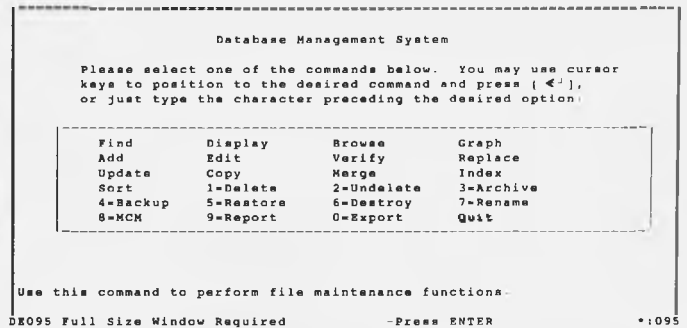 Database Management System
Please select one of the commands below. You may use cursor
keys to position to the desired command and press [ ◄┘],
or just type the character preceding the desired option.
Find Display Browse Graph
Add Edit Verify Replace
Update Copy Merge Index
Sort 1=Delete 2=Undelete 3=Archive
4=Backup 5=Restore 6=Destroy 7=Rename
8=MCM 9=Report 0=Export Quit
Use this command to perform file maintenance functions.
DE095 Full Size Window Required -Press ENTER *:095